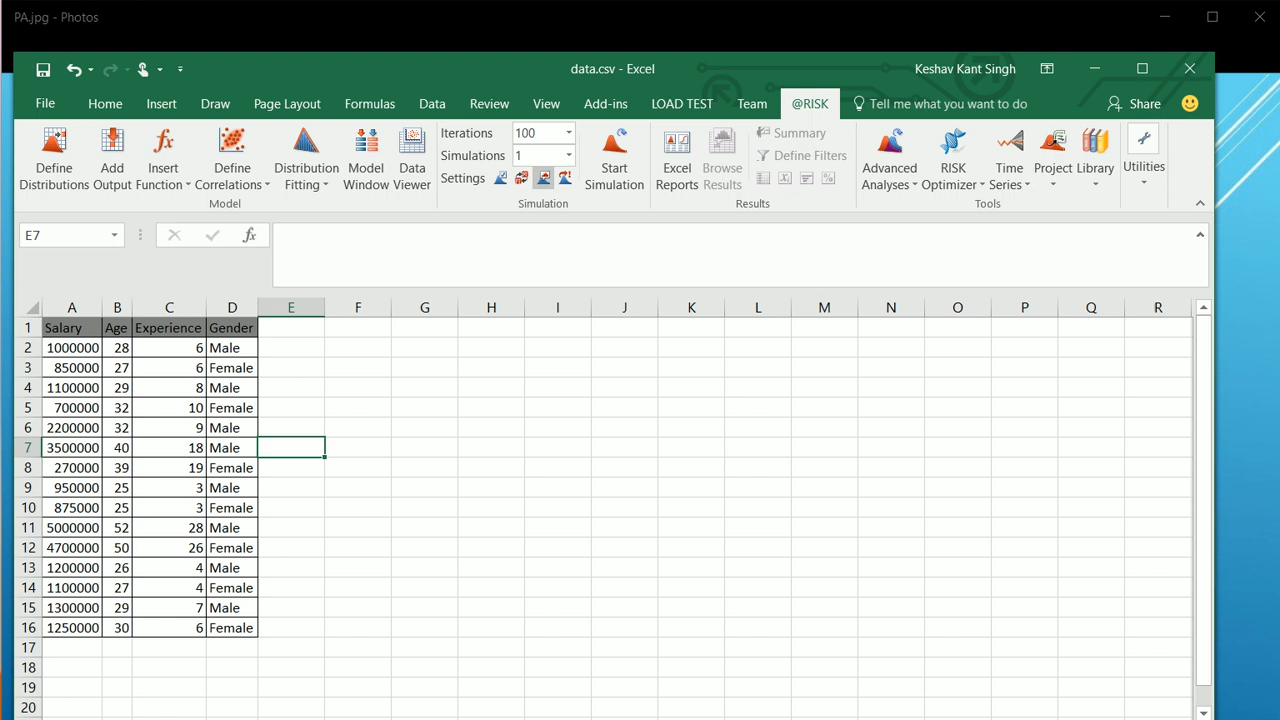 PA.jpg - Photos
data.csv - Excel
Keshav Kant Singh
File Home Insert Draw Page Layout Formulas Data Review View Add-ins LOAD TEST Team @RISK Tell me what you want to do Share
Define Distributions
Add Output
Insert Function
Define Correlations
Distribution Fitting
Model Window
Data Viewer
Model
Iterations 100
Simulations 1
Settings
Start Simulation
Simulation
Excel Reports
Browse Results
Summary
Define Filters
Results
Advanced Analyses
RISK Optimizer
Time Series
Project
Library
Tools
Utilities
E7 fx
A B C D E F G H I J K L M N O P Q R
1 Salary Age Experience Gender
2 1000000 28 6 Male
3 850000 27 6 Female
4 1100000 29 8 Male
5 700000 32 10 Female
6 2200000 32 9 Male
7 3500000 40 18 Male
8 270000 39 19 Female
9 950000 25 3 Male
10 875000 25 3 Female
11 5000000 52 28 Male
12 4700000 50 26 Female
13 1200000 26 4 Male
14 1100000 27 4 Female
15 1300000 29 7 Male
16 1250000 30 6 Female
17
18
19
20